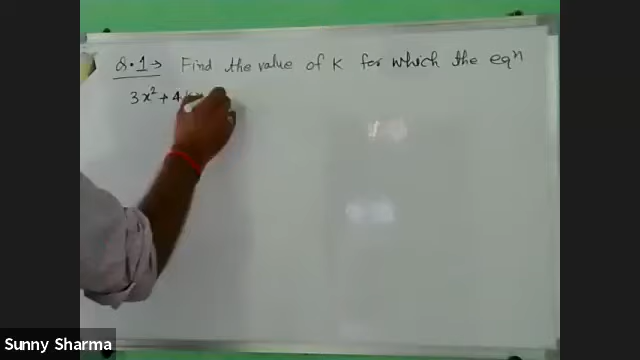 Q.1→ Find the value of K for which the eqⁿ
3x² + 4
Sunny Sharma